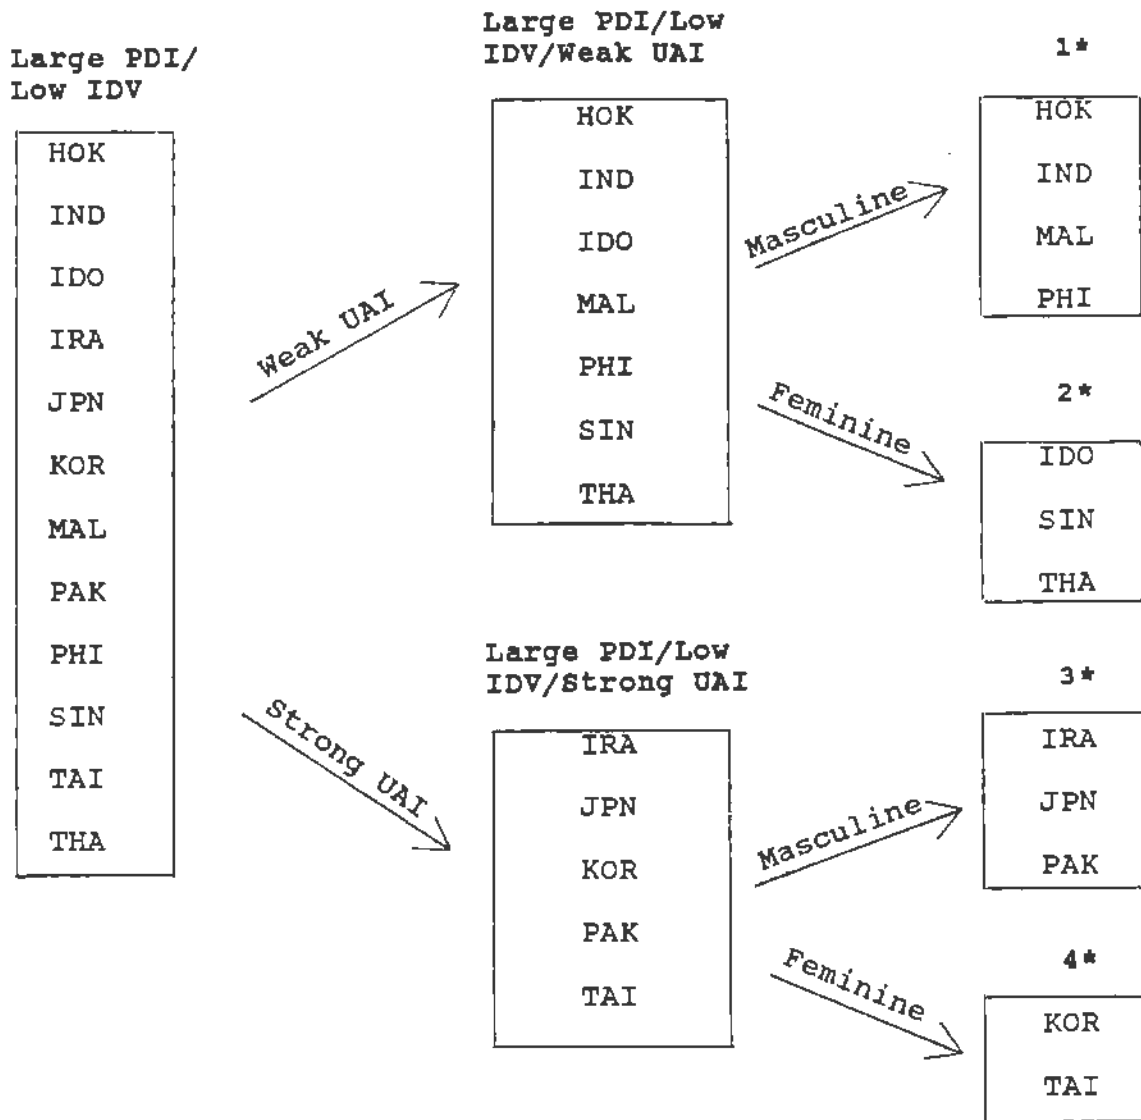 Large PDI/
Low IDV
HOK
IND
IDO
IRA
JPN
KOR
MAL
PAK
PHI
SIN
TAI
THA
Weak UAI
Strong UAI
Large PDI/Low
IDV/Weak UAI
HOK
IND
IDO
MAL
PHI
SIN
THA
Large PDI/Low
IDV/Strong UAI
IRA
JPN
KOR
PAK
TAI
Masculine
Feminine
Masculine
Feminine
1*
HOK
IND
MAL
PHI
2*
IDO
SIN
THA
3*
IRA
JPN
PAK
4*
KOR
TAI